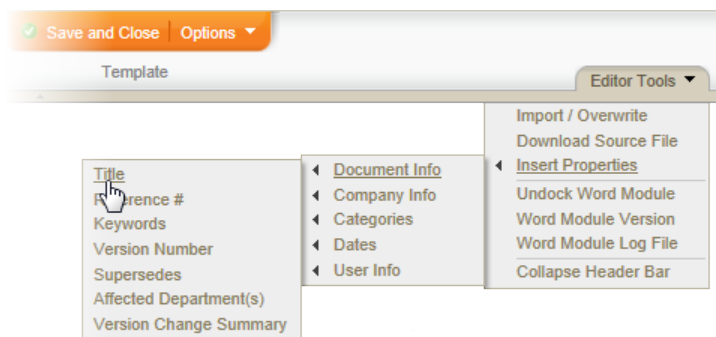 Save and Close Options
Template
Editor Tools
Import / Overwrite
Download Source File
Insert Properties
Undock Word Module
Word Module Version
Word Module Log File
Collapse Header Bar
Document Info
Company Info
Categories
Dates
User Info
Title
Reference #
Keywords
Version Number
Supersedes
Affected Department(s)
Version Change Summary